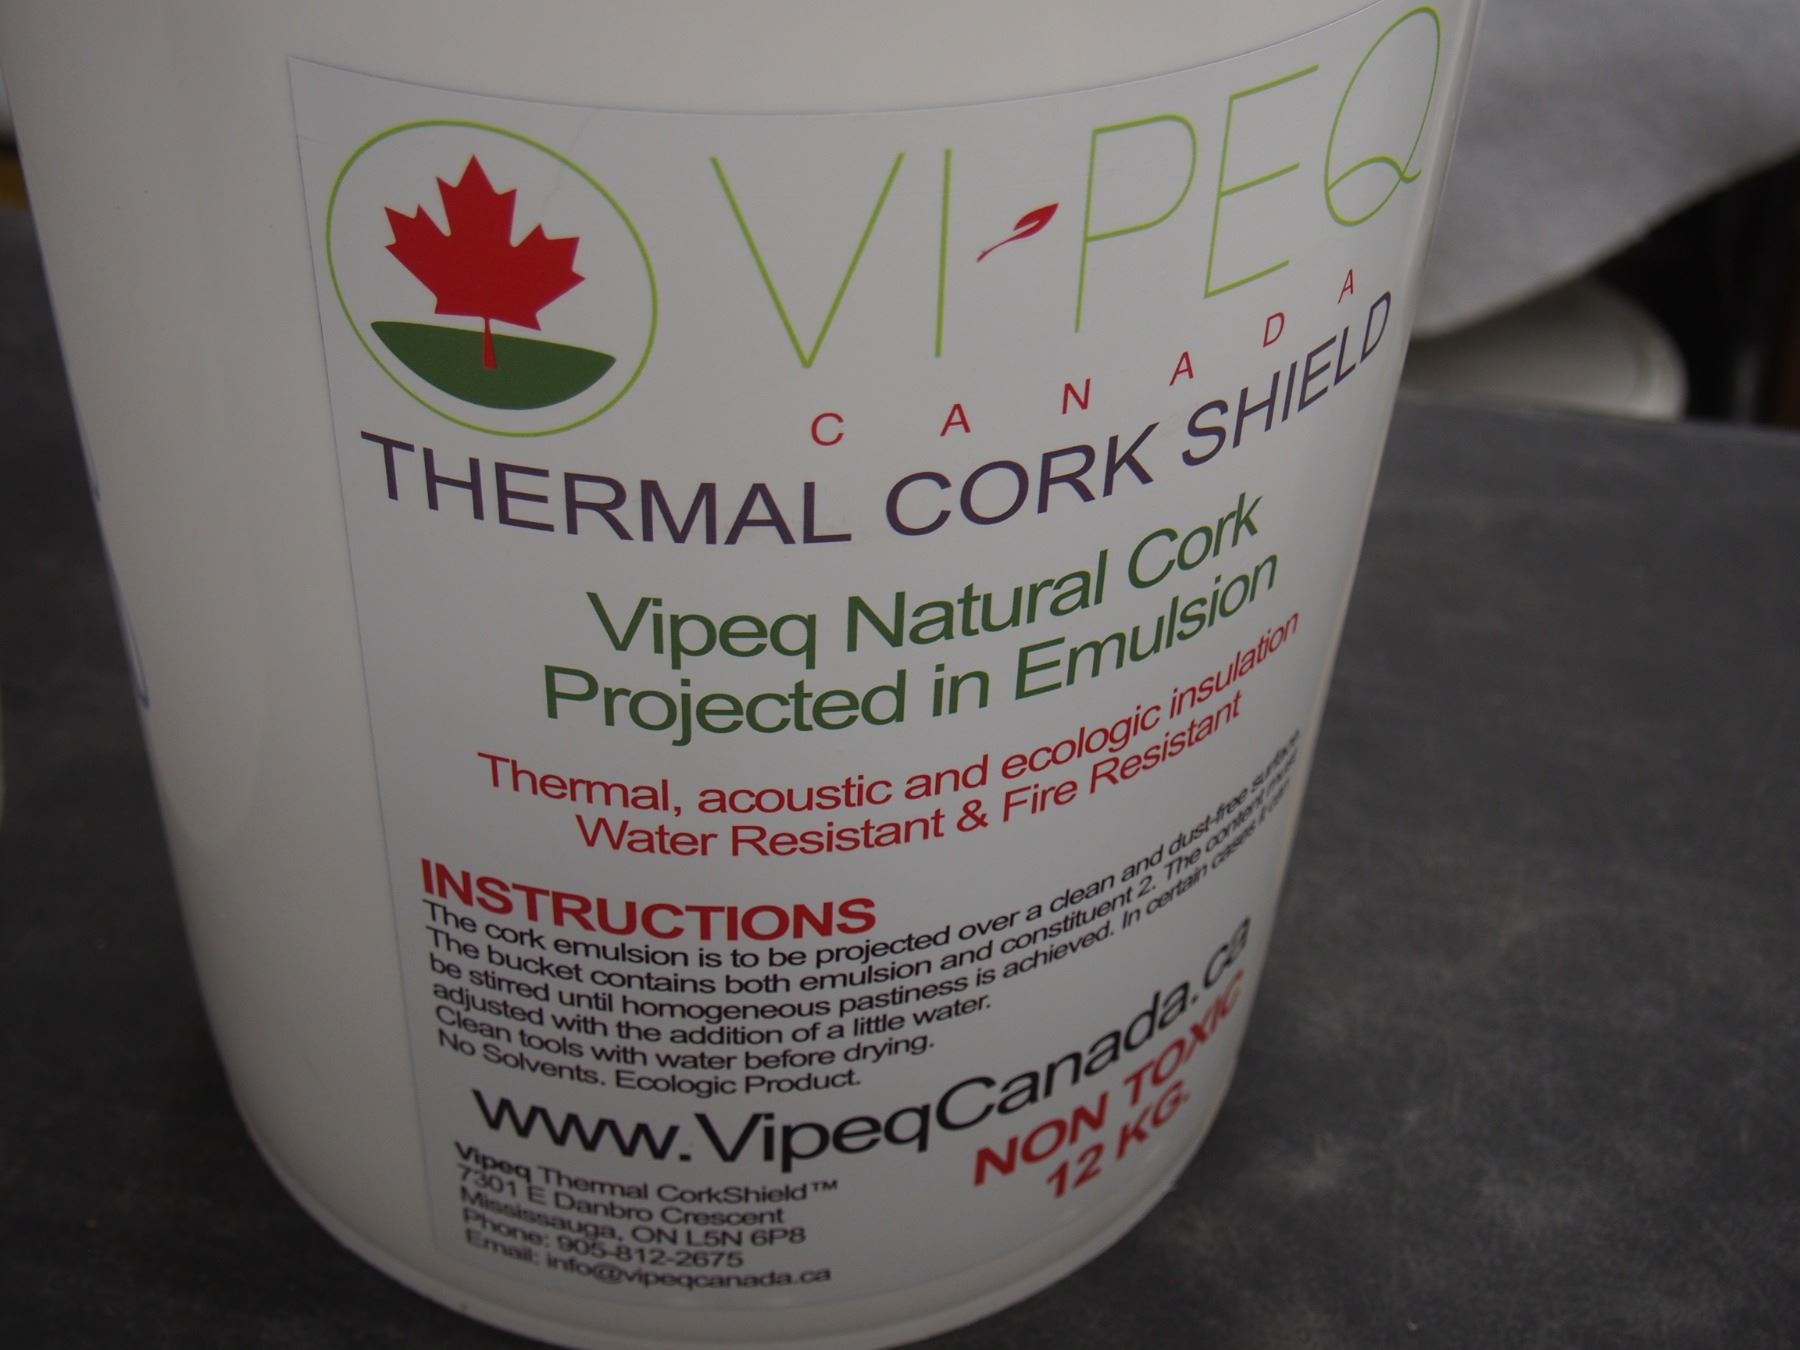 VI-PEQ
CANADA
THERMAL CORK SHIELD
Vipeq Natural Cork
Projected in Emulsion
Thermal, acoustic and ecologic insulation
Water Resistant & Fire Resistant
INSTRUCTIONS
The cork emulsion is to be projected over a clean and dust-free surface.
The bucket contains both emulsion and constituent 2. The content must
be stirred until homogeneous pastiness is achieved. In certain cases it can
adjusted with the addition of a little water.
Clean tools with water before drying.
No Solvents. Ecologic Product.
www.VipeqCanada.ca
NON TOXIC
12 KG.
Vipeq Thermal CorkShield™
7301 E Danbro Crescent
Mississauga, ON L5N 6P8
Phone: 905-812-2675
Email: info@vipeqcanada.ca